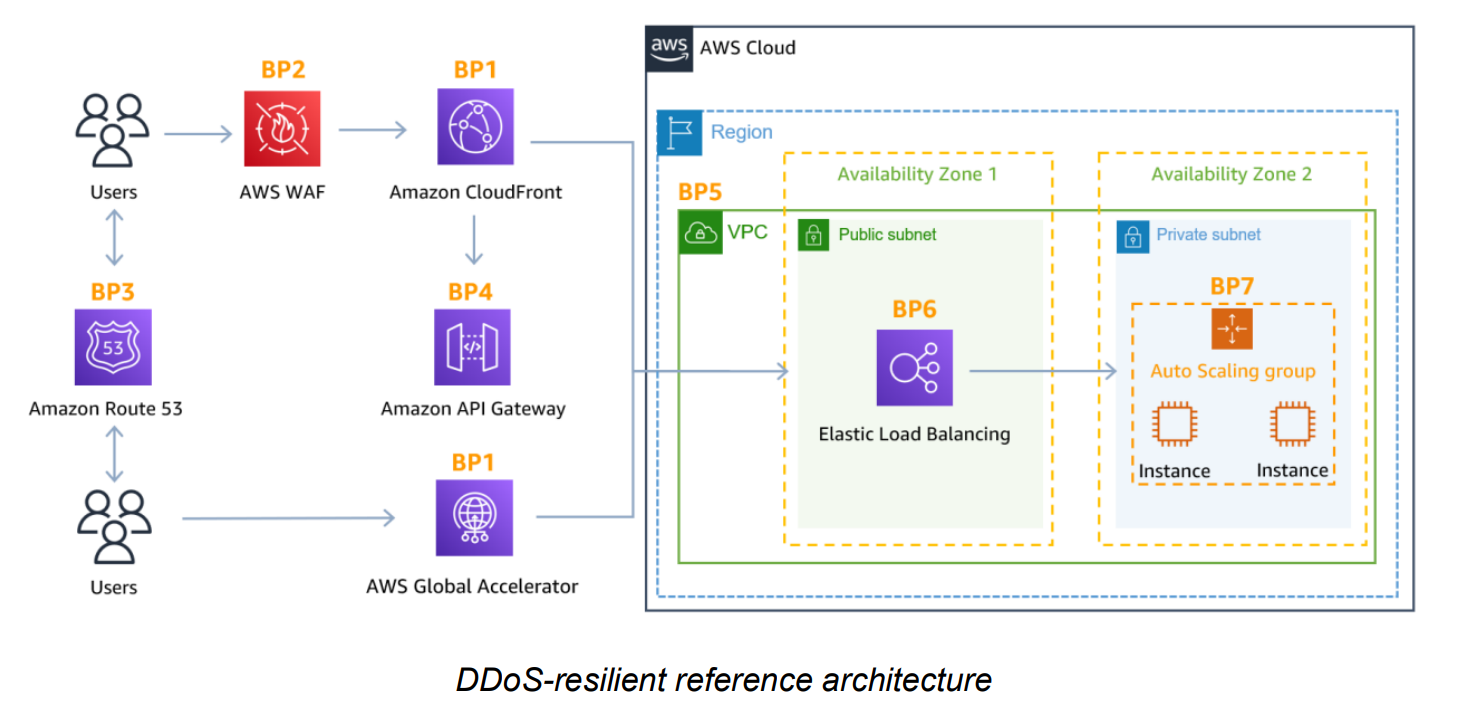 aws
AWS Cloud
BP2
BP1
Region
Availability Zone 1
Availability Zone 2
Users
AWS WAF
Amazon CloudFront
BP5
VPC
Public subnet
Private subnet
BP3
BP4
BP6
BP7
53
</>
Auto Scaling group
Amazon Route 53
Amazon API Gateway
Elastic Load Balancing
BP1
Instance
Instance
Users
AWS Global Accelerator
DDoS-resilient reference architecture